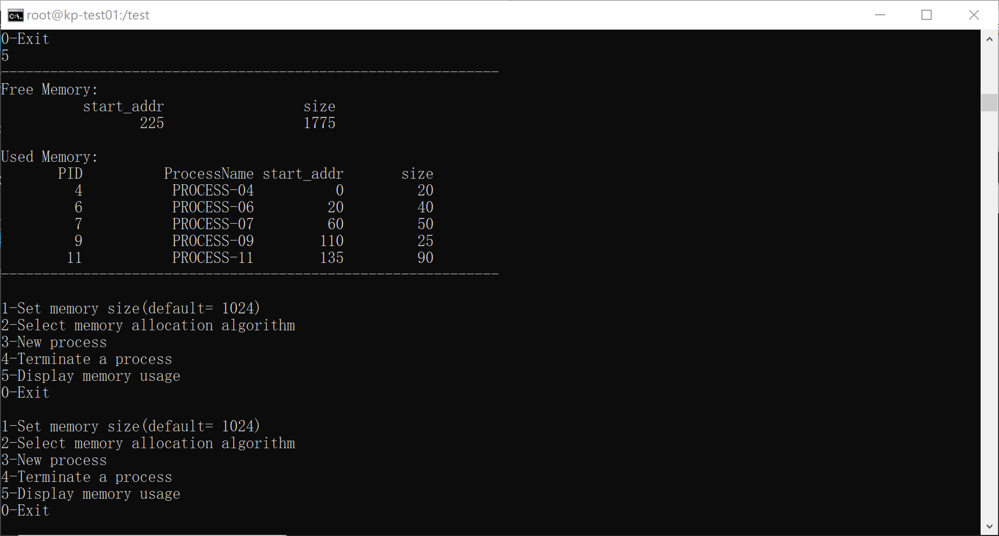 root@kp-test01:/test
0-Exit
5
-------------------------------------------------------------
Free Memory:
          start_addr                 size
                 225                 1775

Used Memory:
       PID          ProcessName start_addr       size
         4           PROCESS-04          0         20
         6           PROCESS-06         20         40
         7           PROCESS-07         60         50
         9           PROCESS-09        110         25
        11           PROCESS-11        135         90
-------------------------------------------------------------

1-Set memory size(default= 1024)
2-Select memory allocation algorithm
3-New process
4-Terminate a process
5-Display memory usage
0-Exit

1-Set memory size(default= 1024)
2-Select memory allocation algorithm
3-New process
4-Terminate a process
5-Display memory usage
0-Exit